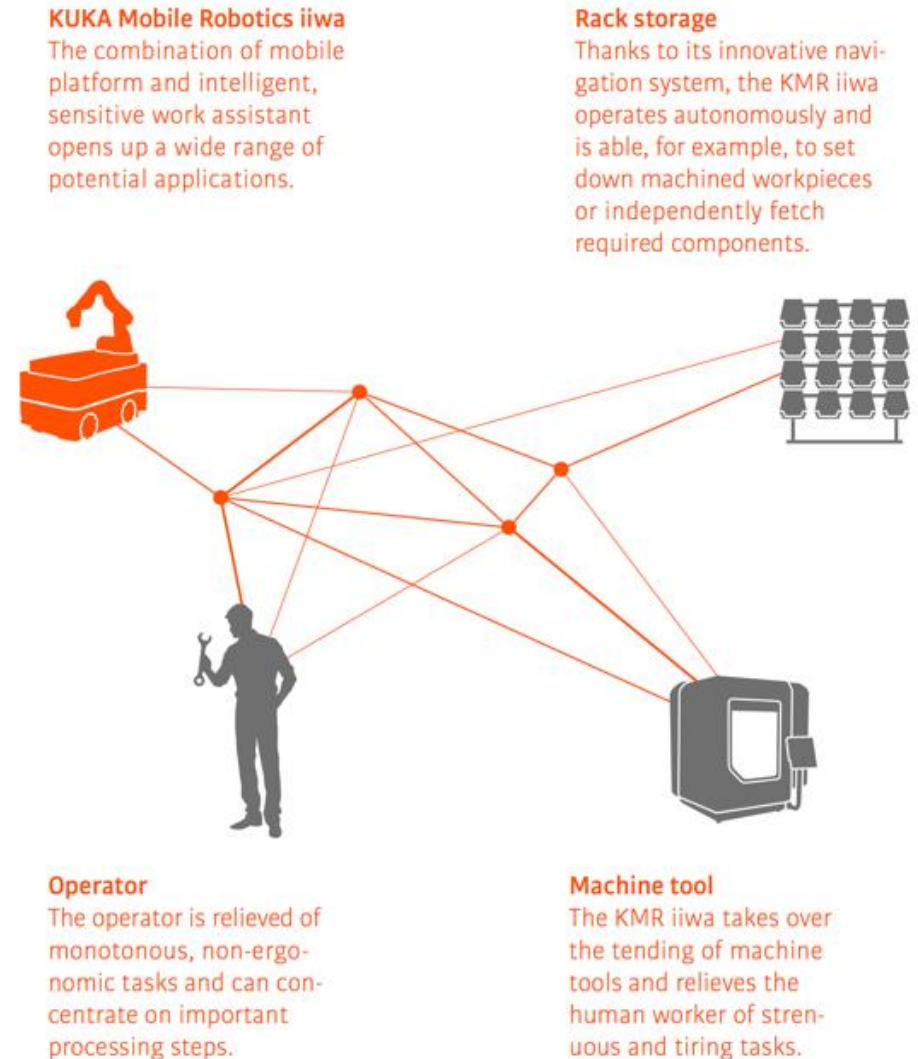 KUKA Mobile Robotics iiwa
The combination of mobile
platform and intelligent,
sensitive work assistant
opens up a wide range of
potential applications.
Rack storage
Thanks to its innovative navi-
gation system, the KMR iiwa
operates autonomously and
is able, for example, to set
down machined workpieces
or independently fetch
required components.
Operator
The operator is relieved of
monotonous, non-ergo-
nomic tasks and can con-
centrate on important
processing steps.
Machine tool
The KMR iiwa takes over
the tending of machine
tools and relieves the
human worker of stren-
uous and tiring tasks.